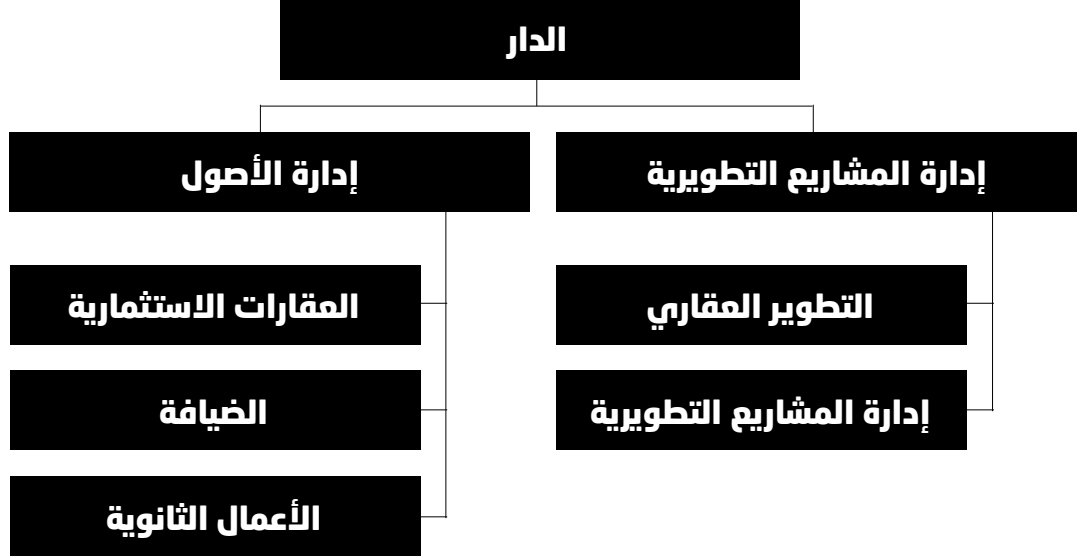 الدار
إدارة المشاريع التطويرية
إدارة الأصول
التطوير العقاري
العقارات الاستثمارية
إدارة المشاريع التطويرية
الضيافة
الأعمال الثانوية